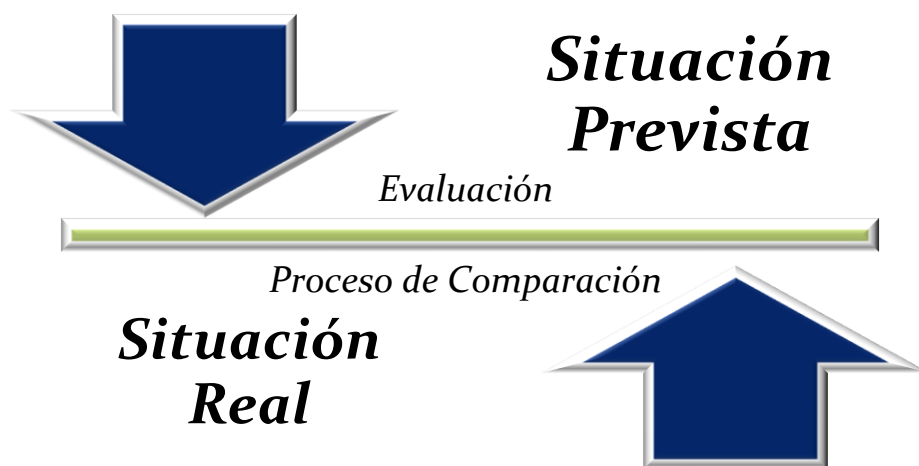 Situación
Prevista
Evaluación
Proceso de Comparación
Situación
Real